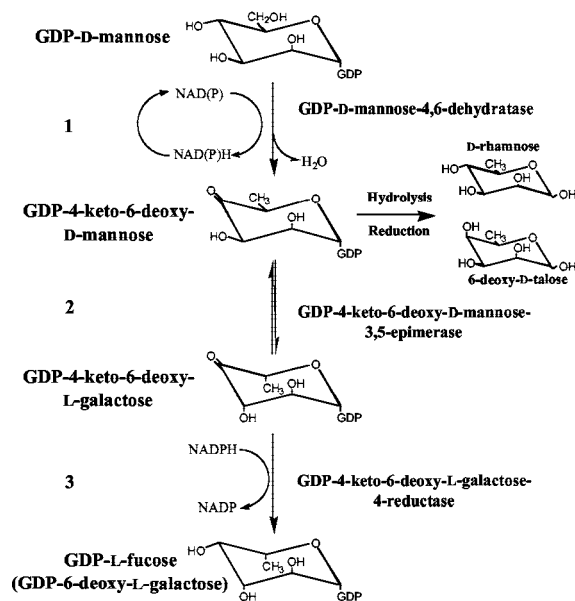 CH₂OH
HO
O
GDP-D-mannose
OH
HO
GDP
NAD(P)
GDP-D-mannose-4,6-dehydratase
1
NAD(P)H
H₂O
D-rhamnose
HO
CH₃
O
OH
HO
OH
O
CH₃
O
Hydrolysis
GDP-4-keto-6-deoxy-
D-mannose
OH
HO
GDP
Reduction
OH
CH₃
O
OH
HO
OH
6-deoxy-D-talose
2
GDP-4-keto-6-deoxy-D-mannose-
3,5-epimerase
O
O
GDP-4-keto-6-deoxy-
L-galactose
CH₃
OH
OH
GDP
NADPH
3
GDP-4-keto-6-deoxy-L-galactose-
4-reductase
NADP
HO
O
GDP-L-fucose
(GDP-6-deoxy-L-galactose)
CH₃
OH
OH
GDP